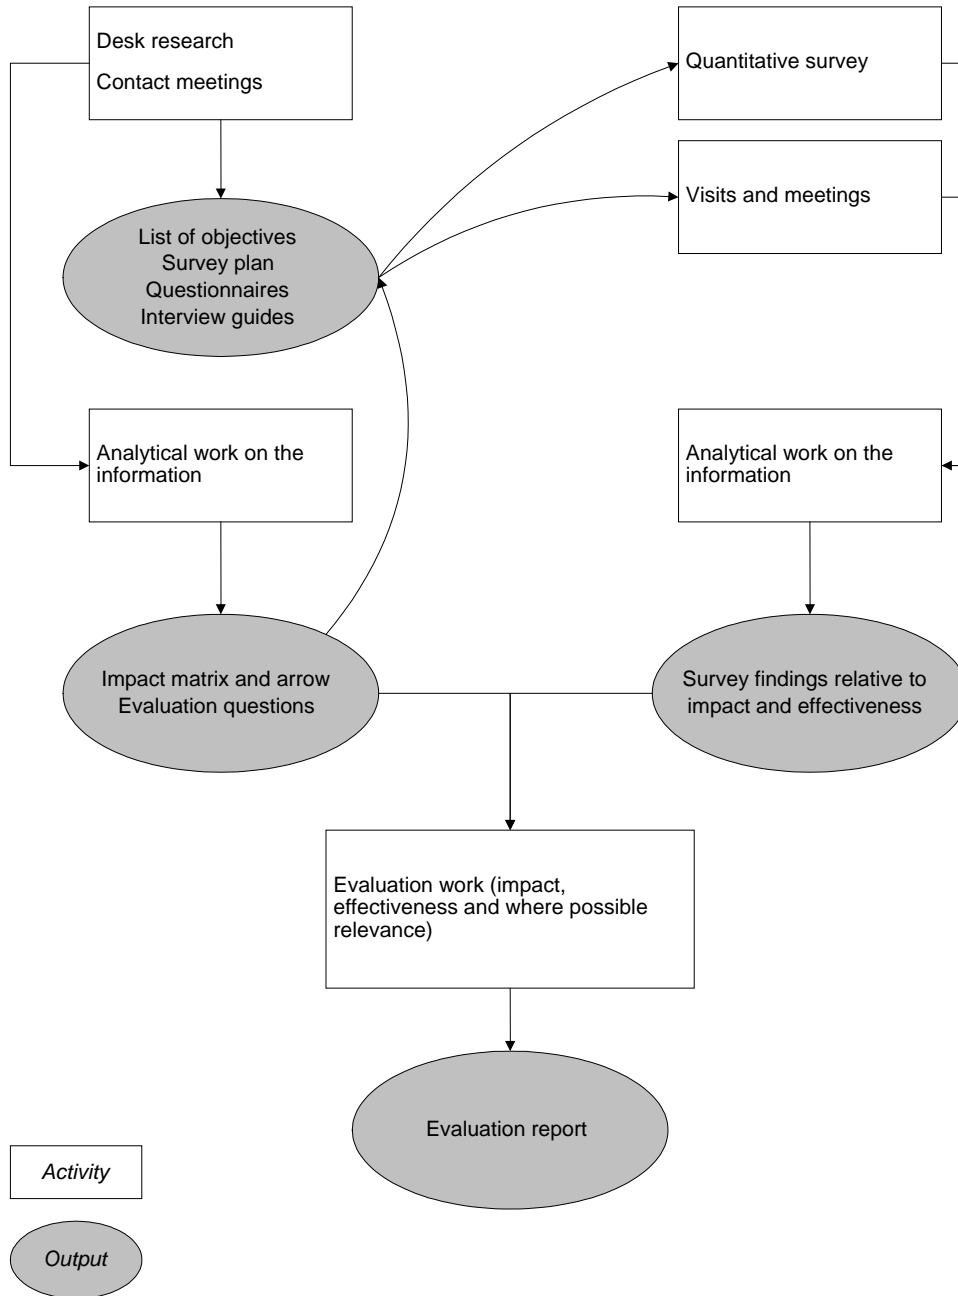 Desk research
Contact meetings
Quantitative survey
Visits and meetings
List of objectives
Survey plan
Questionnaires
Interview guides
Analytical work on the
information
Analytical work on the
information
Impact matrix and arrow
Evaluation questions
Survey findings relative to
impact and effectiveness
Evaluation work (impact,
effectiveness and where possible
relevance)
Evaluation report
Activity
Output